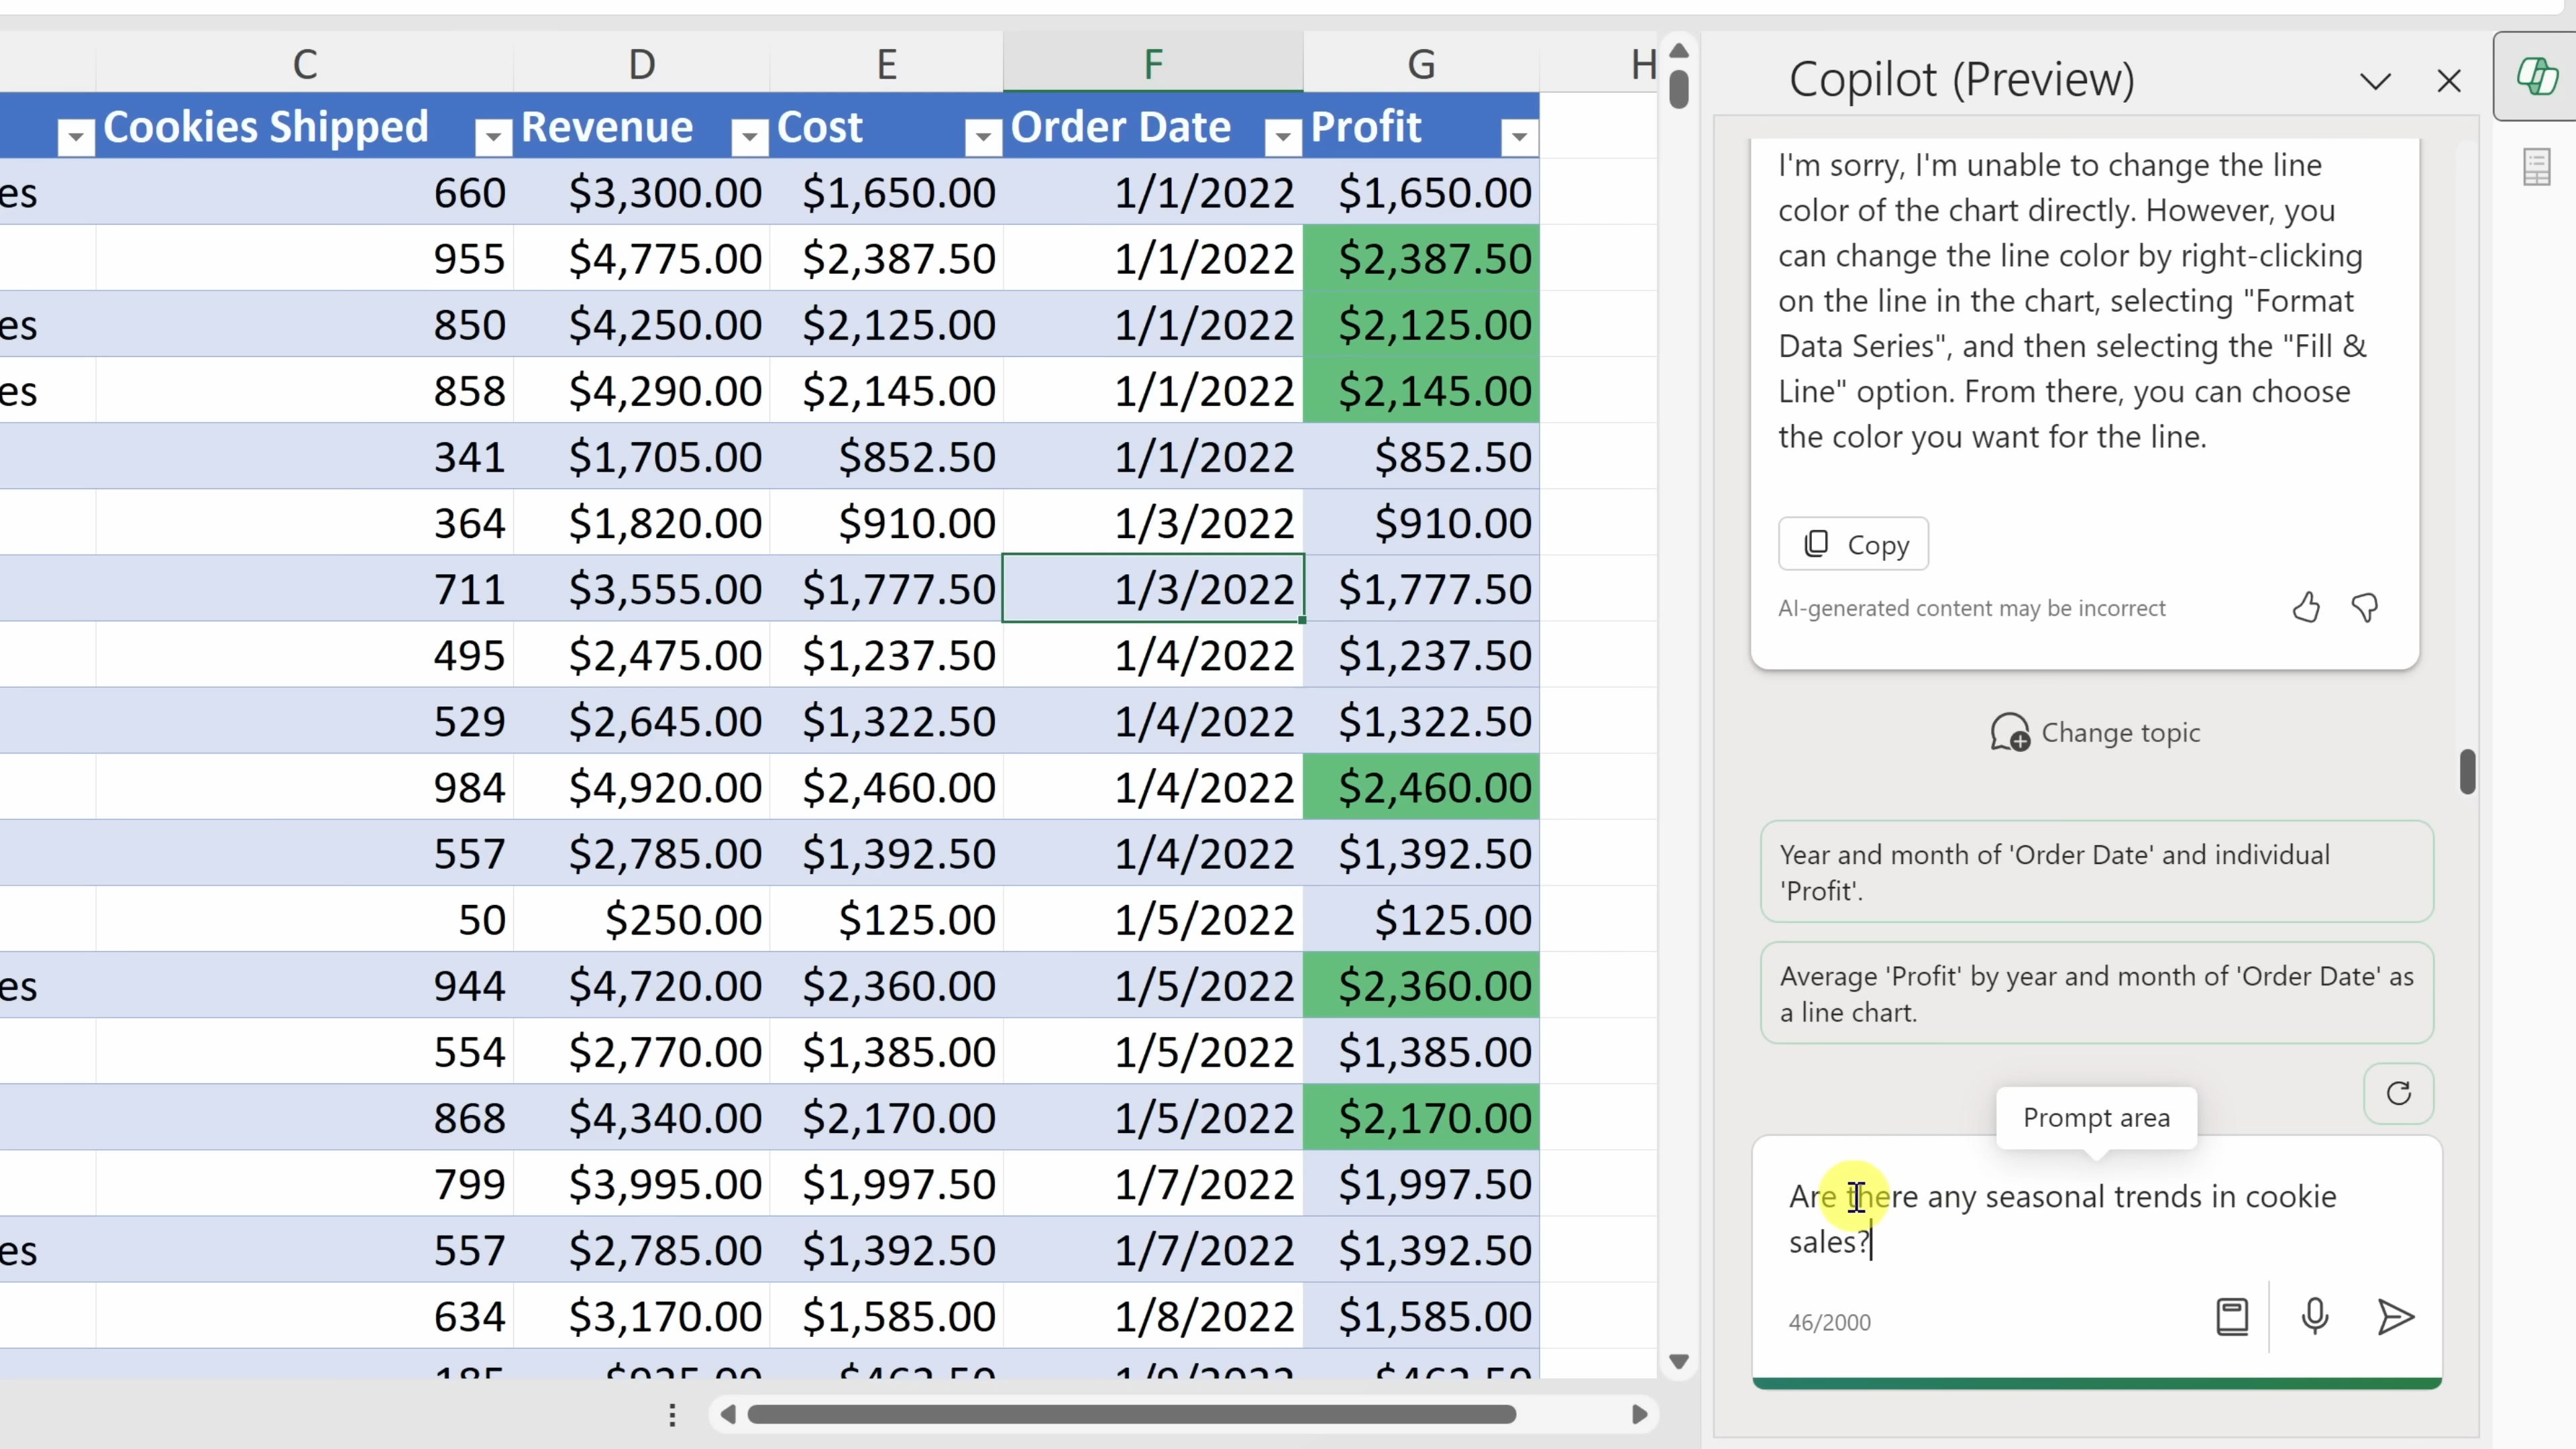 C D E F G H
Copilot (Preview)
Cookies Shipped Revenue Cost Order Date Profit
es 660 $3,300.00 $1,650.00 1/1/2022 $1,650.00
955 $4,775.00 $2,387.50 1/1/2022 $2,387.50
es 850 $4,250.00 $2,125.00 1/1/2022 $2,125.00
es 858 $4,290.00 $2,145.00 1/1/2022 $2,145.00
341 $1,705.00 $852.50 1/1/2022 $852.50
364 $1,820.00 $910.00 1/3/2022 $910.00
711 $3,555.00 $1,777.50 1/3/2022 $1,777.50
495 $2,475.00 $1,237.50 1/4/2022 $1,237.50
529 $2,645.00 $1,322.50 1/4/2022 $1,322.50
984 $4,920.00 $2,460.00 1/4/2022 $2,460.00
557 $2,785.00 $1,392.50 1/4/2022 $1,392.50
50 $250.00 $125.00 1/5/2022 $125.00
es 944 $4,720.00 $2,360.00 1/5/2022 $2,360.00
554 $2,770.00 $1,385.00 1/5/2022 $1,385.00
868 $4,340.00 $2,170.00 1/5/2022 $2,170.00
799 $3,995.00 $1,997.50 1/7/2022 $1,997.50
es 557 $2,785.00 $1,392.50 1/7/2022 $1,392.50
634 $3,170.00 $1,585.00 1/8/2022 $1,585.00
I'm sorry, I'm unable to change the line
color of the chart directly. However, you
can change the line color by right-clicking
on the line in the chart, selecting "Format
Data Series", and then selecting the "Fill &
Line" option. From there, you can choose
the color you want for the line.
Copy
AI-generated content may be incorrect
Change topic
Year and month of 'Order Date' and individual
'Profit'.
Average 'Profit' by year and month of 'Order Date' as
a line chart.
Prompt area
Are there any seasonal trends in cookie
sales?
46/2000